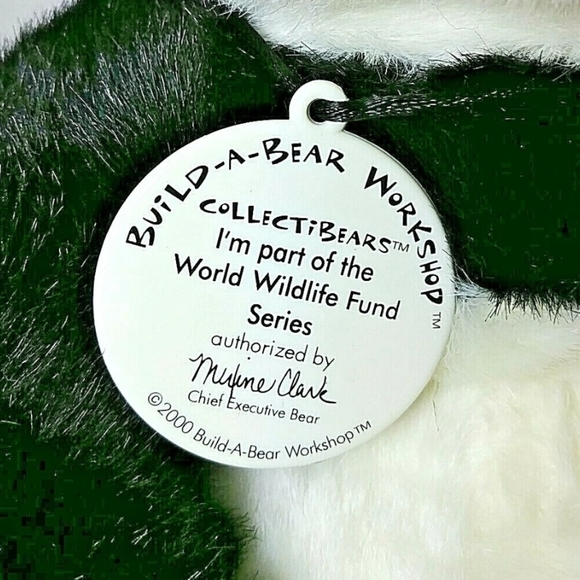 BUiLD-A-BEAR WORKSHOP™
COLLECTiBEARS™
I'm part of the
World Wildlife Fund
Series
authorized by
Maxine Clark
Chief Executive Bear
©2000 Build-A-Bear Workshop™